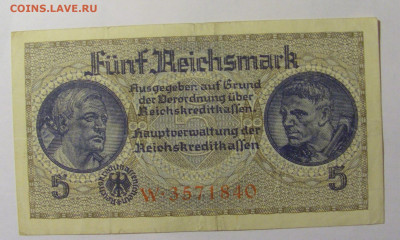 COINS.LAVE.RU
Fünf Reichsmark
Ausgegeben auf Grund
der Verordnung über
Reichskreditkassen
Hauptverwaltung der
Reichskreditkassen
5 W·3571840 5